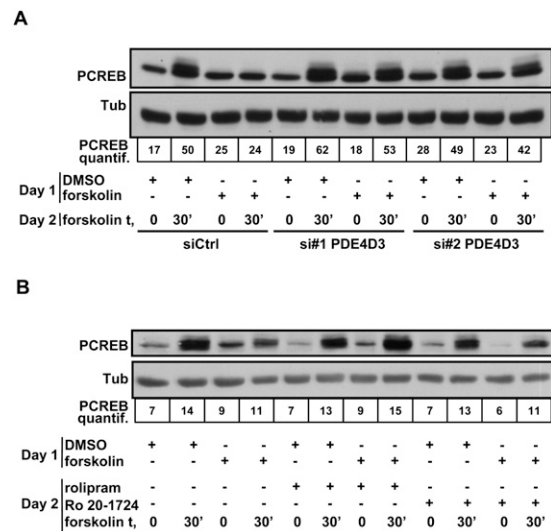 A
PCREB
Tub
PCREB quantif. 17 50 25 24 19 62 18 53 28 49 23 42
Day 1 DMSO + + - - + + - - + + - -
forskolin - - + + - - + + - - + +
Day 2 forskolin t, 0 30' 0 30' 0 30' 0 30' 0 30' 0 30'
siCtrl si#1 PDE4D3 si#2 PDE4D3
B
PCREB
Tub
PCREB quantif. 7 14 9 11 7 13 9 15 7 13 6 11
Day 1 DMSO + + - - + + - - + + - -
forskolin - - + + - - + + - - + +
Day 2 rolipram - - - - + + + + - - - -
Ro 20-1724 - - - - - - - - + + + +
forskolin t, 0 30' 0 30' 0 30' 0 30' 0 30' 0 30'